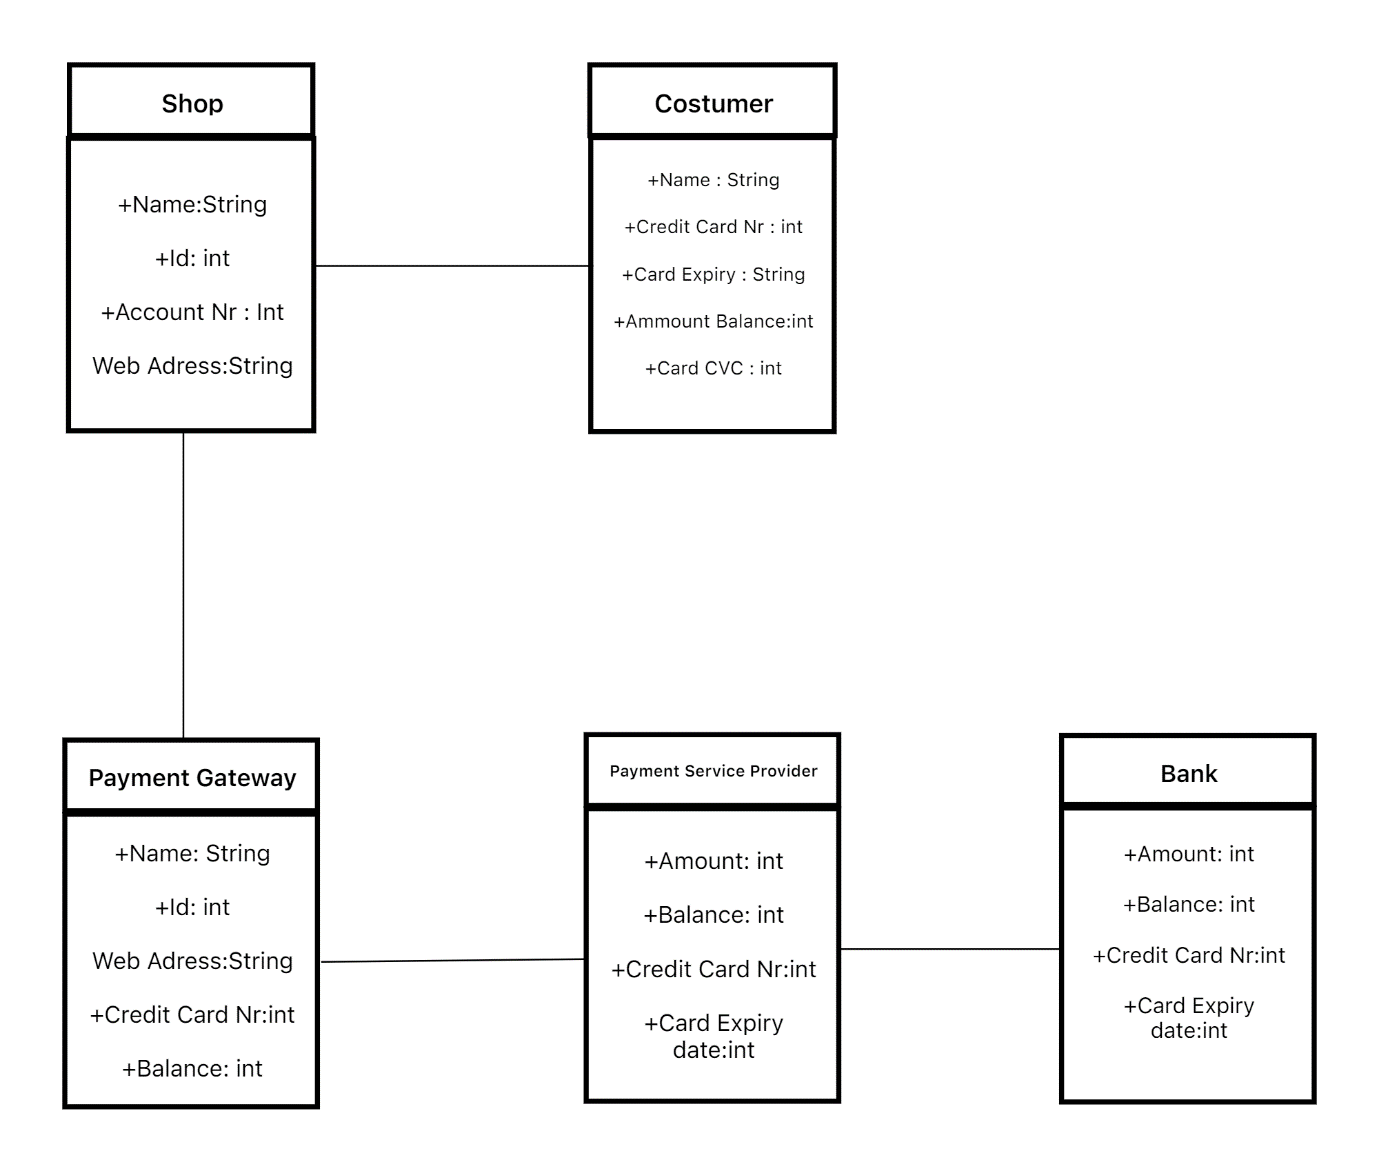 Shop
+Name:String
+Id: int
+Account Nr : Int
Web Adress:String
Costumer
+Name : String
+Credit Card Nr : int
+Card Expiry : String
+Ammount Balance:int
+Card CVC : int
Payment Gateway
+Name: String
+Id: int
Web Adress:String
+Credit Card Nr:int
+Balance: int
Payment Service Provider
+Amount: int
+Balance: int
+Credit Card Nr:int
+Card Expiry
date:int
Bank
+Amount: int
+Balance: int
+Credit Card Nr:int
+Card Expiry
date:int